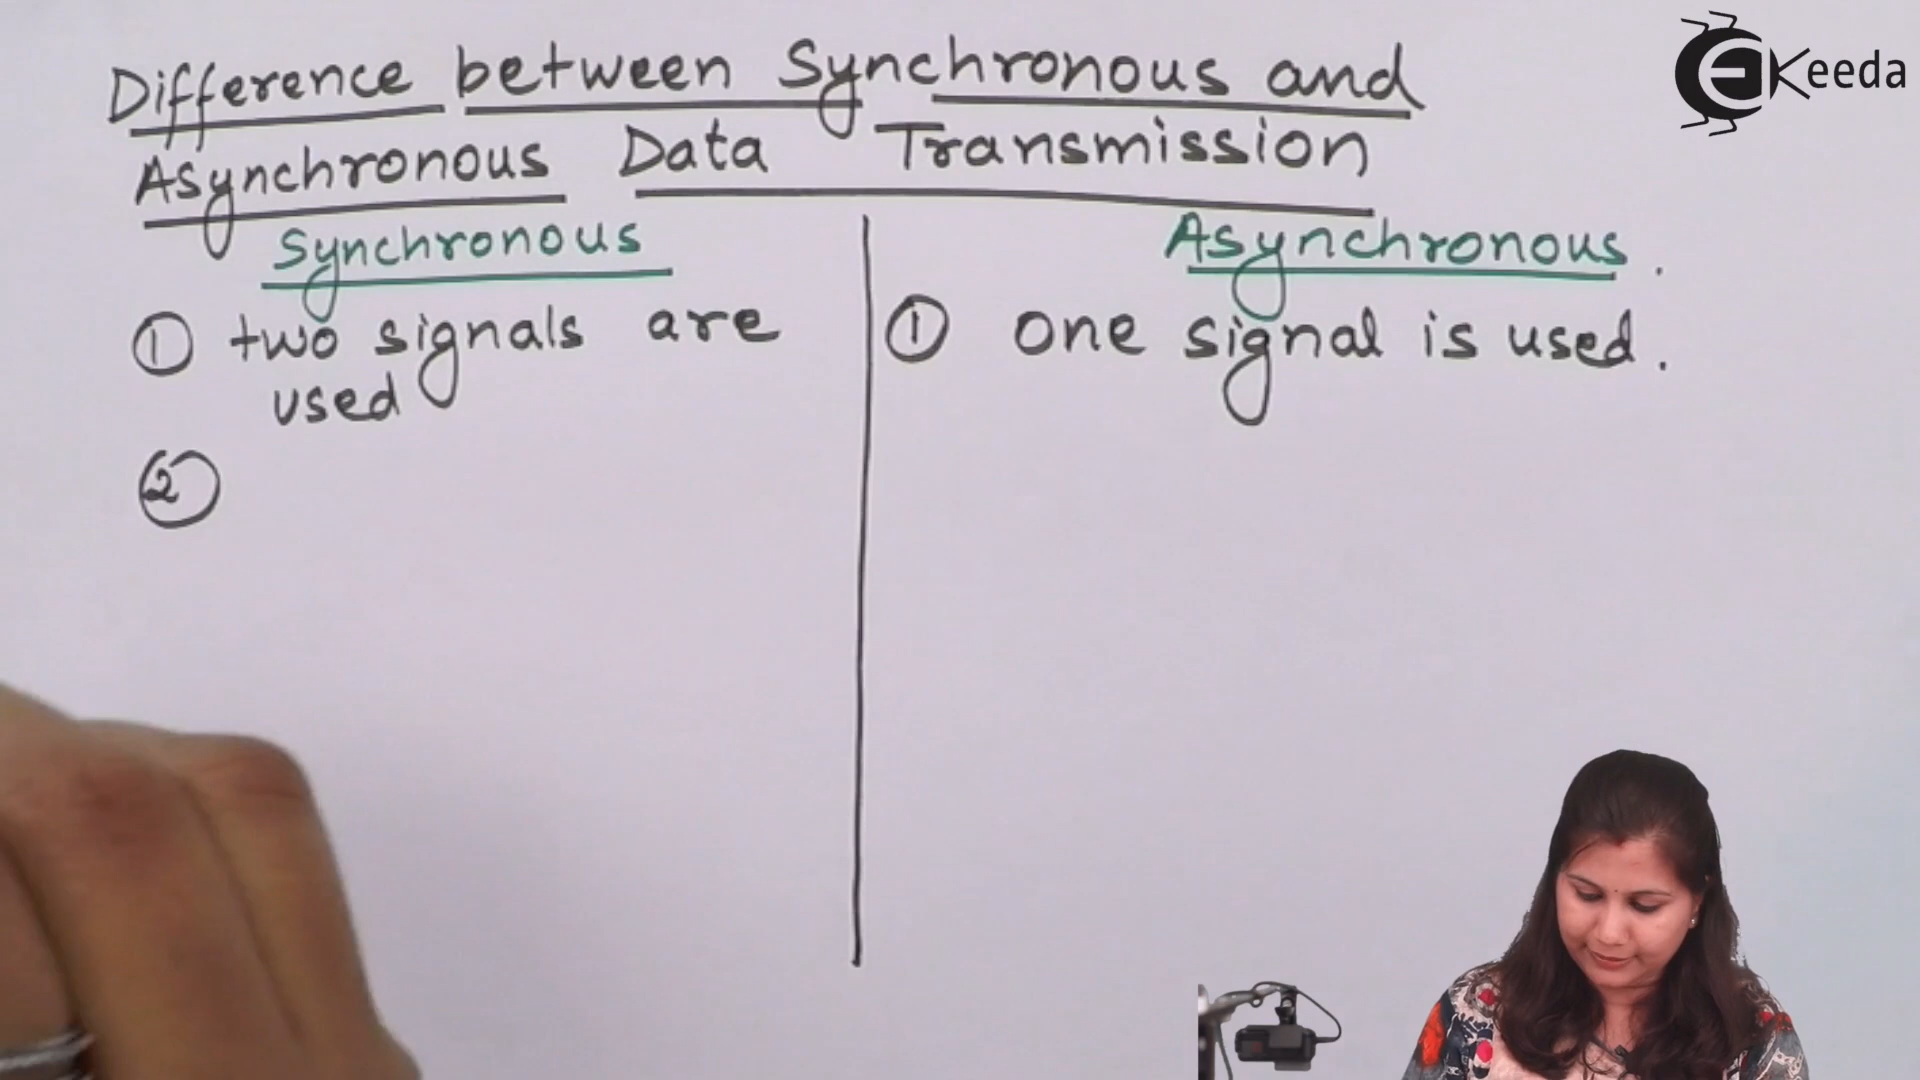 Difference between Synchronous and
Asynchronous Data Transmission
Synchronous
① two signals are
used
②
Asynchronous.
① one signal is used.
EKeeda